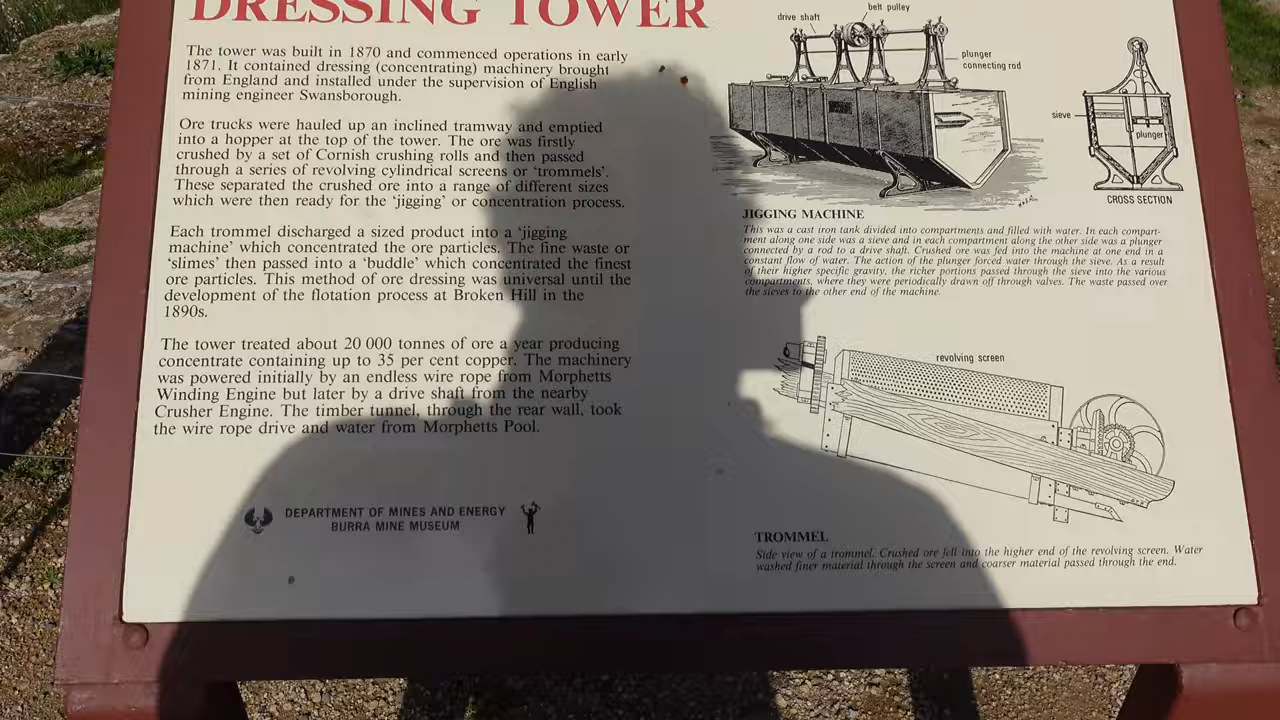 DRESSING TOWER
The tower was built in 1870 and commenced operations in early
1871. It contained dressing (concentrating) machinery brought
from England and installed under the supervision of English
mining engineer Swansborough.
Ore trucks were hauled up an inclined tramway and emptied
into a hopper at the top of the tower. The ore was firstly
crushed by a set of Cornish crushing rolls and then passed
through a series of revolving cylindrical screens or ‘trommels’.
These separated the crushed ore into a range of different sizes
which were then ready for the ‘jigging’ or concentration process.
Each trommel discharged a sized product into a ‘jigging
machine’ which concentrated the ore particles. The fine waste or
‘slimes’ then passed into a ‘buddle’ which concentrated the finest
ore particles. This method of ore dressing was universal until the
development of the flotation process at Broken Hill in the
1890s.
The tower treated about 20 000 tonnes of ore a year producing
concentrate containing up to 35 per cent copper. The machinery
was powered initially by an endless wire rope from Morphetts
Winding Engine but later by a drive shaft from the nearby
Crusher Engine. The timber tunnel, through the rear wall, took
the wire rope drive and water from Morphetts Pool.
DEPARTMENT OF MINES AND ENERGY
BURRA MINE MUSEUM
belt pulley
drive shaft
plunger
connecting rod
sieve
plunger
CROSS SECTION
JIGGING MACHINE
This was a cast iron tank divided into compartments and filled with water. In each compart-
ment along one side was a sieve and in each compartment along the other side was a plunger
connected by a rod to a drive shaft. Crushed ore was fed into the machine at one end in a
constant flow of water. The action of the plunger forced water through the sieve. As a result
of their higher specific gravity, the richer portions passed through the sieve into the various
compartments, where they were periodically drawn off through valves. The waste passed over
the sieves to the other end of the machine.
revolving screen
TROMMEL
Side view of a trommel. Crushed ore fell into the higher end of the revolving screen. Water
washed finer material through the screen and coarser material passed through the end.